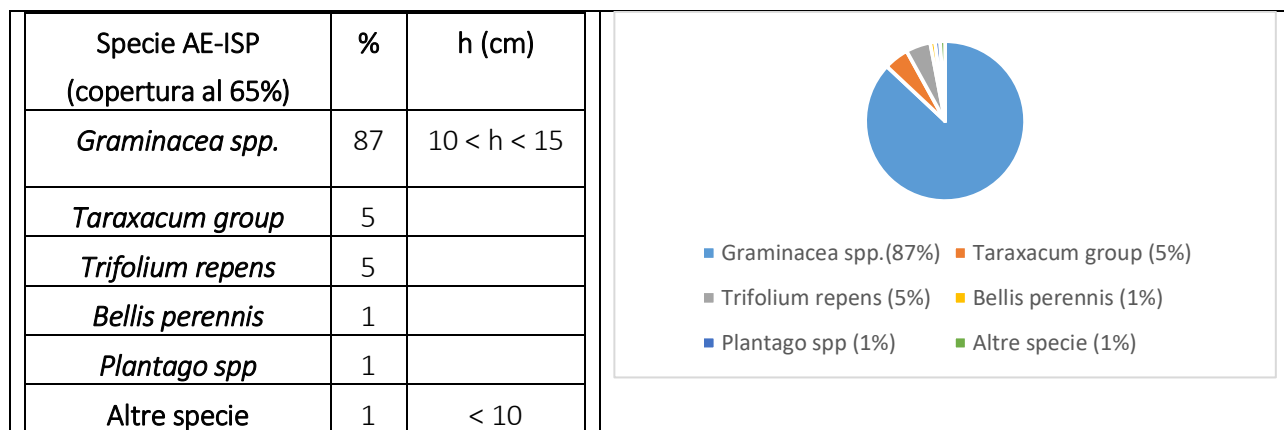 Specie AE-ISP % h (cm)
(copertura al 65%)
Graminacea spp. 87 10 < h < 15
Taraxacum group 5
Trifolium repens 5
Bellis perennis 1
Plantago spp 1
Altre specie 1 < 10
Graminacea spp.(87%) Taraxacum group (5%)
Trifolium repens (5%) Bellis perennis (1%)
Plantago spp (1%) Altre specie (1%)